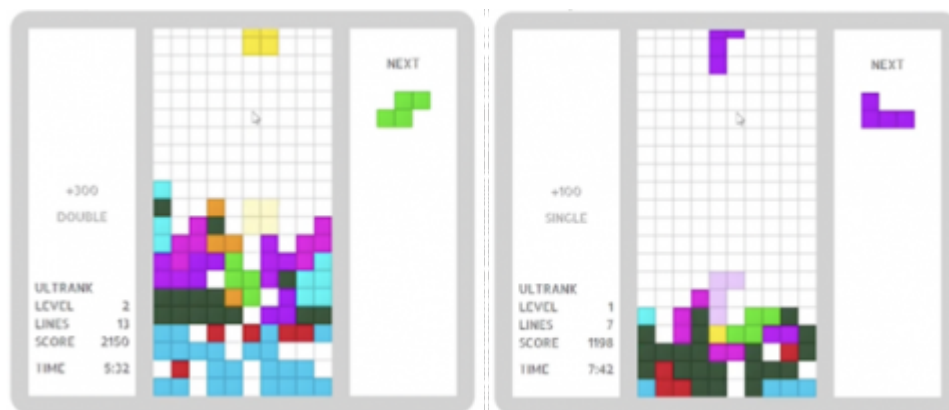 NEXT
+300
DOUBLE
ULTRANK
LEVEL 2
LINES 13
SCORE 2150
TIME 5:32
NEXT
+100
SINGLE
ULTRANK
LEVEL 1
LINES 7
SCORE 1198
TIME 7:42